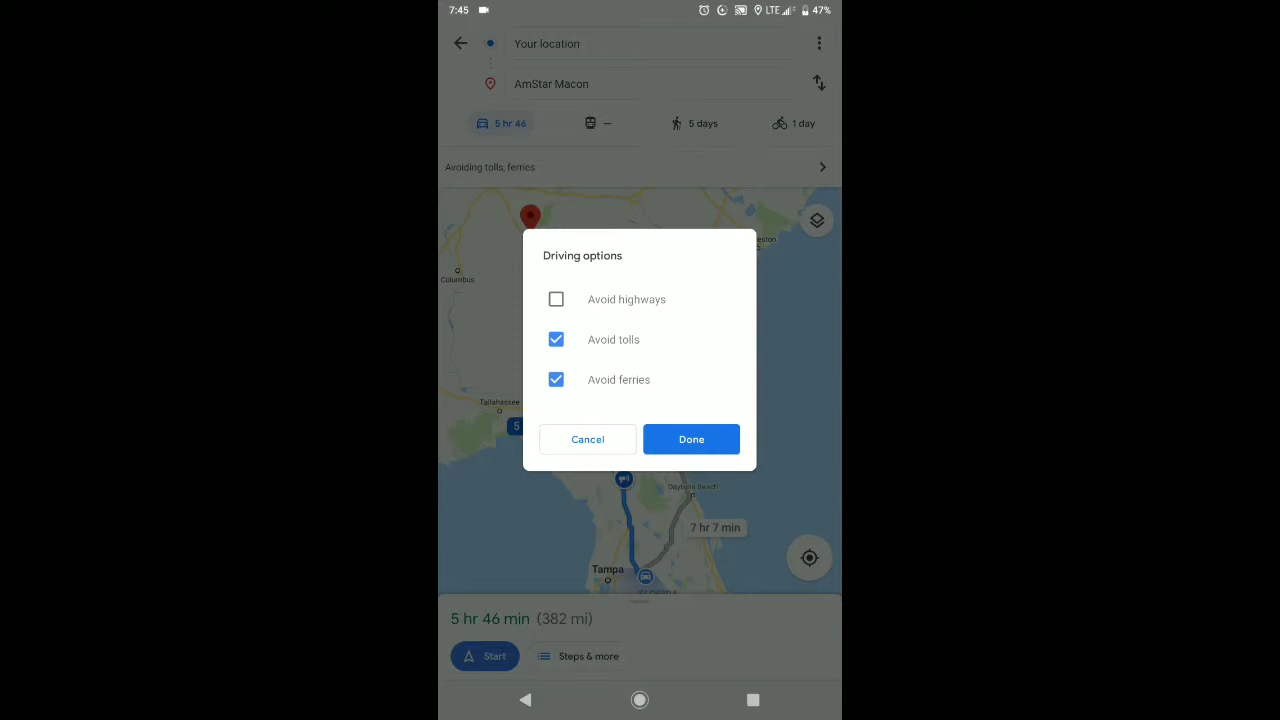 7:45
LTE
47%
Your location
AmStar Macon
5 hr 46
—
5 days
1 day
Avoiding tolls, ferries
Columbus
Driving options
Avoid highways
Avoid tolls
Avoid ferries
Cancel
Done
Tallahassee
5
Daytona Beach
7 hr 7 min
Tampa
FLORIDA
5 hr 46 min (382 mi)
Start
Steps & more